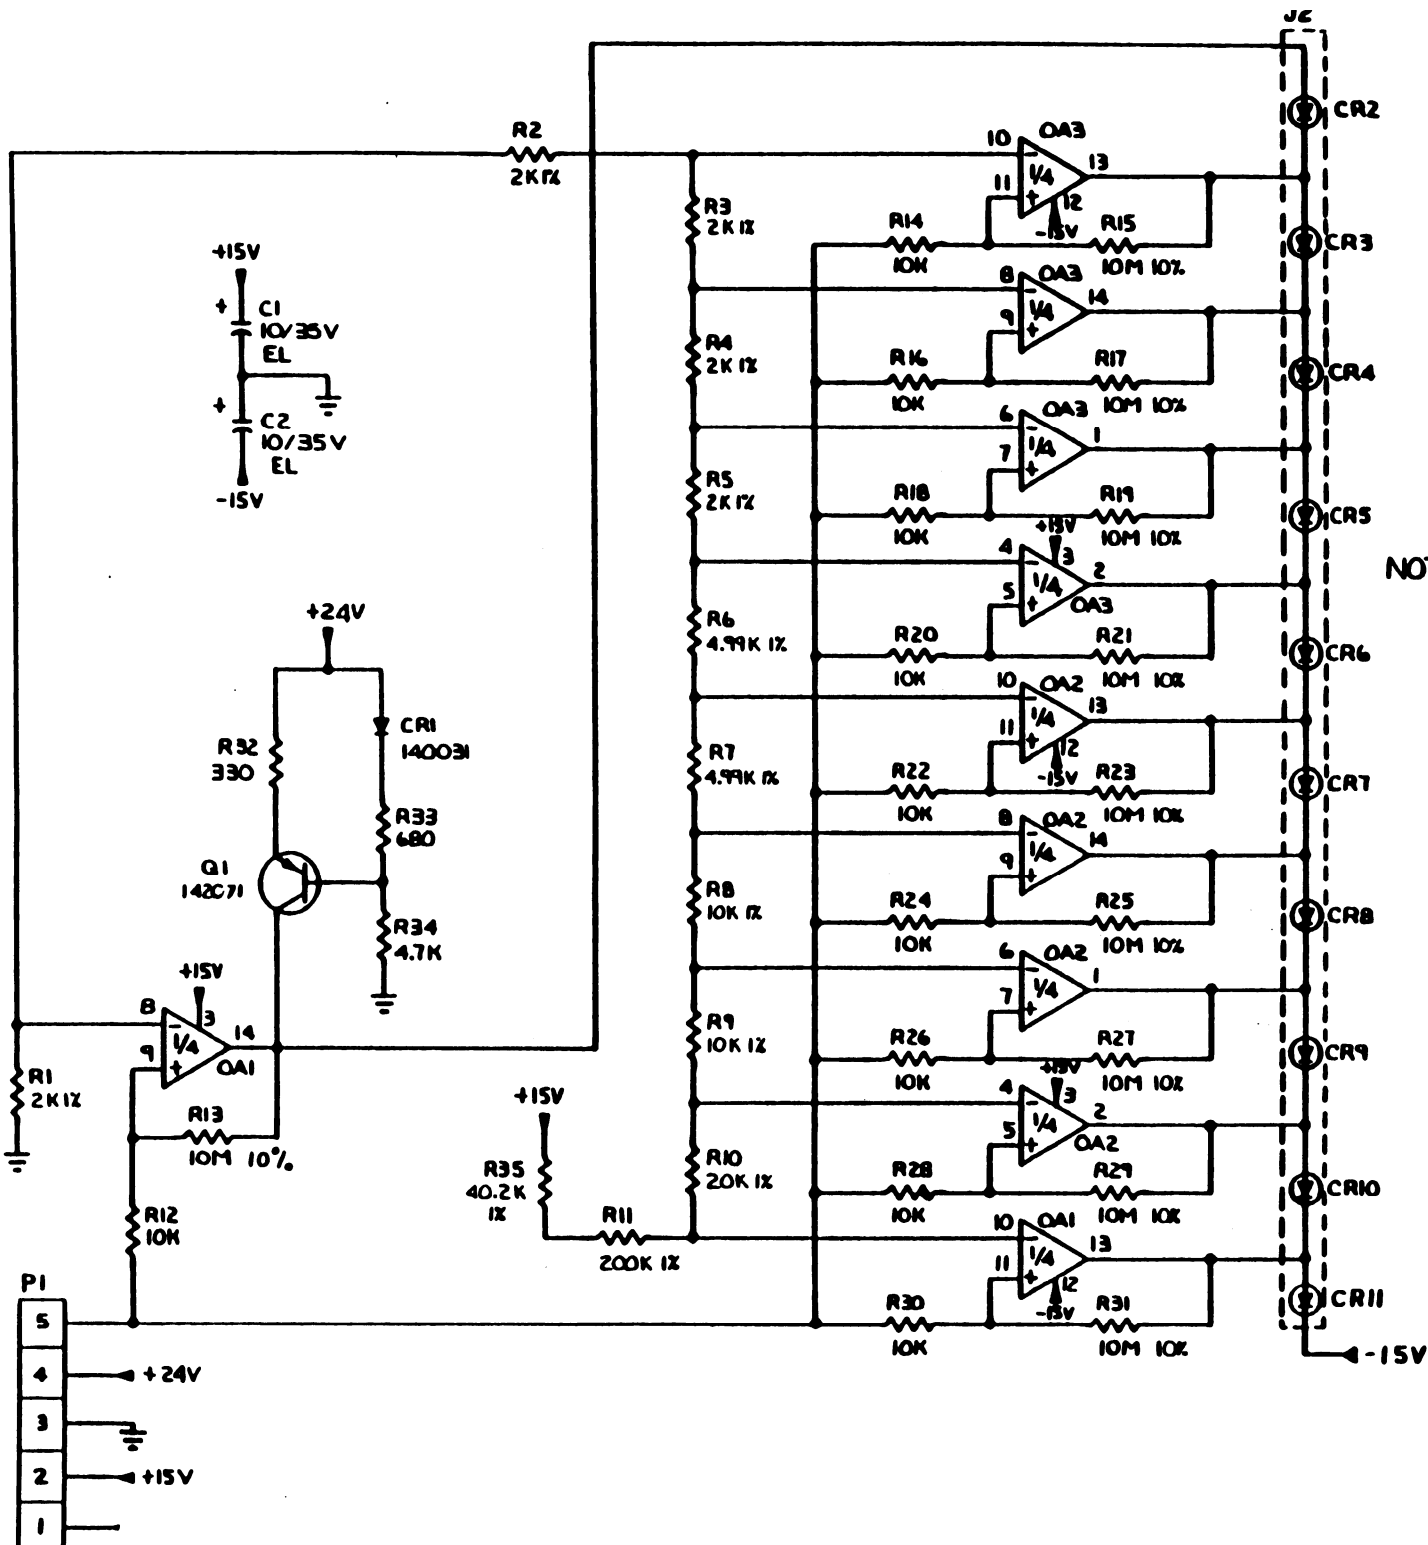 J2
CR2
R2
2K 1%
OA3
10
13
1/4
11
12
-15V
R3
2K 1%
R14
10K
R15
10M 10%
CR3
+15V
+
C1
10/35V
EL
8
OA3
14
1/4
9
R4
2K 1%
R16
10K
R17
10M 10%
CR4
+
C2
10/35V
EL
-15V
6
OA3
1
1/4
7
R5
2K 1%
R18
10K
R19
10M 10%
CR5
+15V
4
3
2
1/4
5
OA3
NOT
+24V
R6
4.99K 1%
R20
10K
R21
10M 10%
CR6
10
OA2
13
1/4
11
12
-15V
R32
330
CR1
140031
R7
4.99K 1%
R22
10K
R23
10M 10%
CR7
R33
680
8
OA2
14
1/4
9
Q1
142071
R8
10K 1%
R24
10K
R25
10M 10%
CR8
R34
4.7K
6
OA2
1
1/4
7
+15V
8
3
14
1/4
9
OA1
R9
10K 1%
R26
10K
R27
10M 10%
CR9
R1
2K 1%
R13
10M 10%
+15V
+15V
4
3
2
1/4
5
OA2
R35
40.2K
1%
R10
20K 1%
R28
10K
R29
10M 10%
CR10
R12
10K
R11
200K 1%
10
OA1
13
1/4
11
12
-15V
R30
10K
R31
10M 10%
CR11
-15V
P1
5
4
+24V
3
2
+15V
1